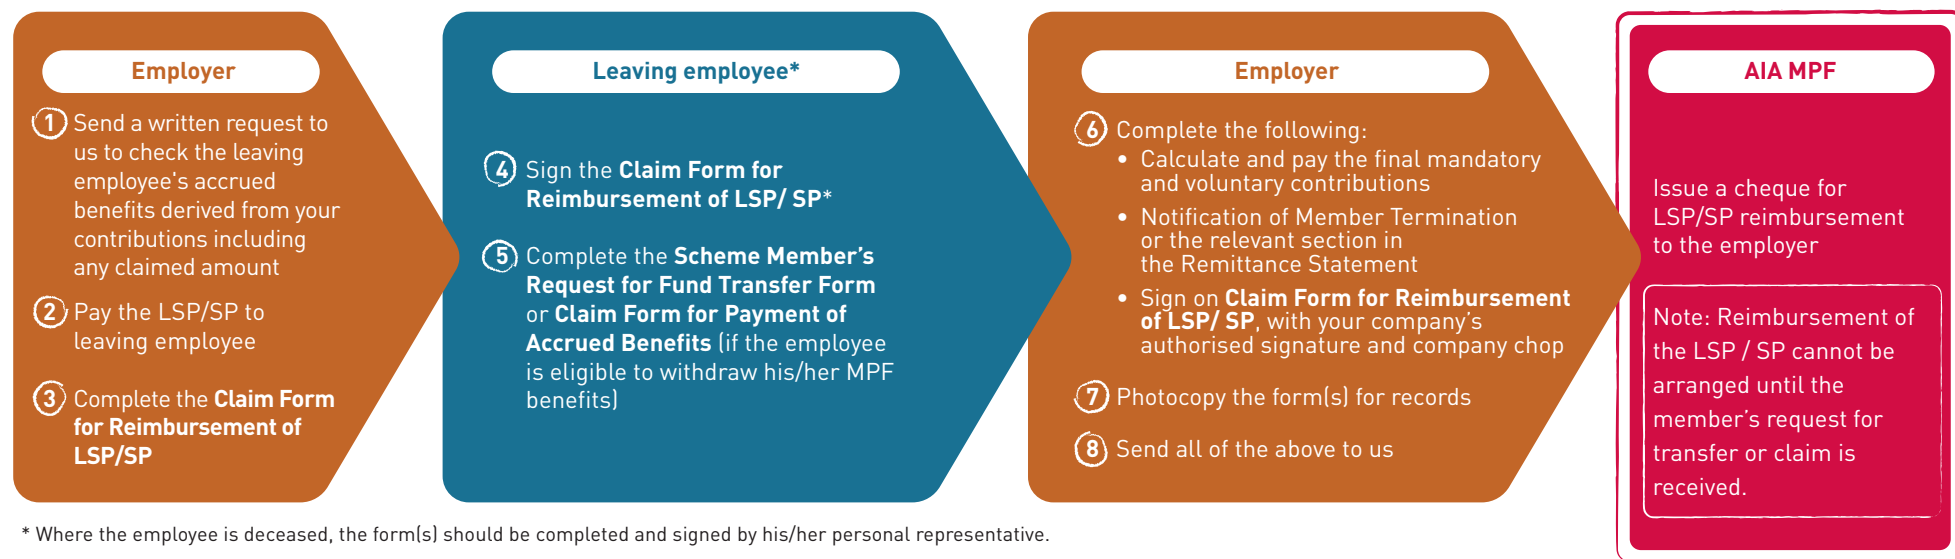 Employer
1 Send a written request to
us to check the leaving
employee's accrued
benefits derived from your
contributions including
any claimed amount
2 Pay the LSP/SP to
leaving employee
3 Complete the Claim Form
for Reimbursement of
LSP/SP
Leaving employee*
4 Sign the Claim Form for
Reimbursement of LSP/ SP*
5 Complete the Scheme Member’s
Request for Fund Transfer Form
or Claim Form for Payment of
Accrued Benefits (if the employee
is eligible to withdraw his/her MPF
benefits)
Employer
6 Complete the following:
• Calculate and pay the final mandatory
and voluntary contributions
• Notification of Member Termination
or the relevant section in
the Remittance Statement
• Sign on Claim Form for Reimbursement
of LSP/ SP, with your company’s
authorised signature and company chop
7 Photocopy the form(s) for records
8 Send all of the above to us
AIA MPF
Issue a cheque for
LSP/SP reimbursement
to the employer
Note: Reimbursement of
the LSP / SP cannot be
arranged until the
member’s request for
transfer or claim is
received.
* Where the employee is deceased, the form(s) should be completed and signed by his/her personal representative.